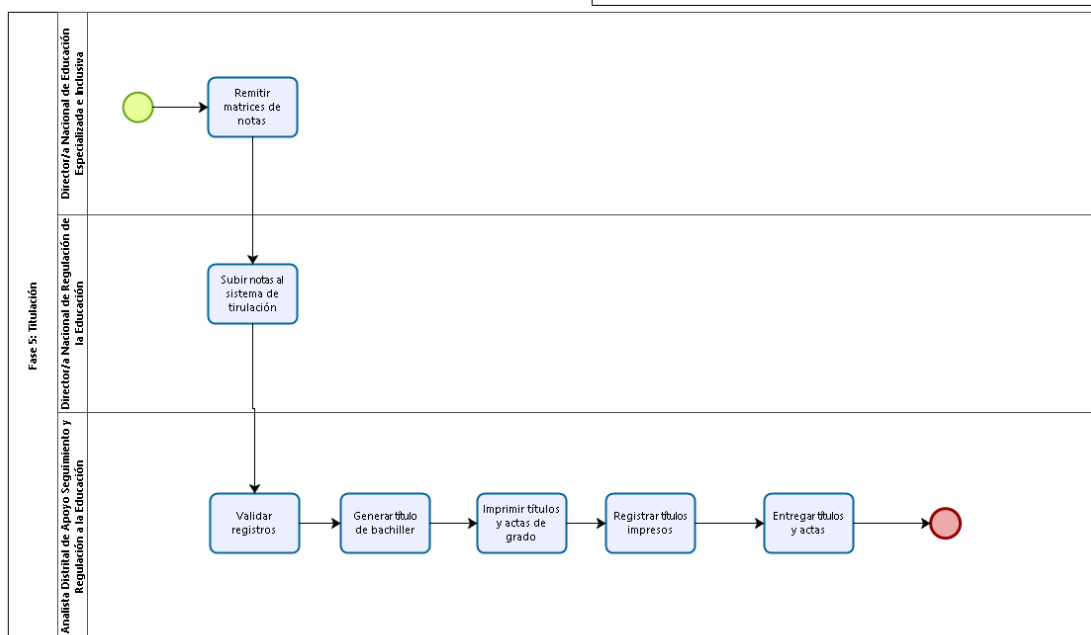 Fase 5: Titulación
Director/a Nacional de Educación
Especializada e Inclusiva
Remitir
matrices de
notas
Director/a Nacional de Regulación de
la Educación
Subir notas al
sistema de
tirulación
Analista Distrital de Apoyo Seguimiento y
Regulación a la Educación
Validar
registros
Generar título
de bachiller
Imprimir títulos
y actas de
grado
Registrar títulos
impresos
Entregar títulos
y actas